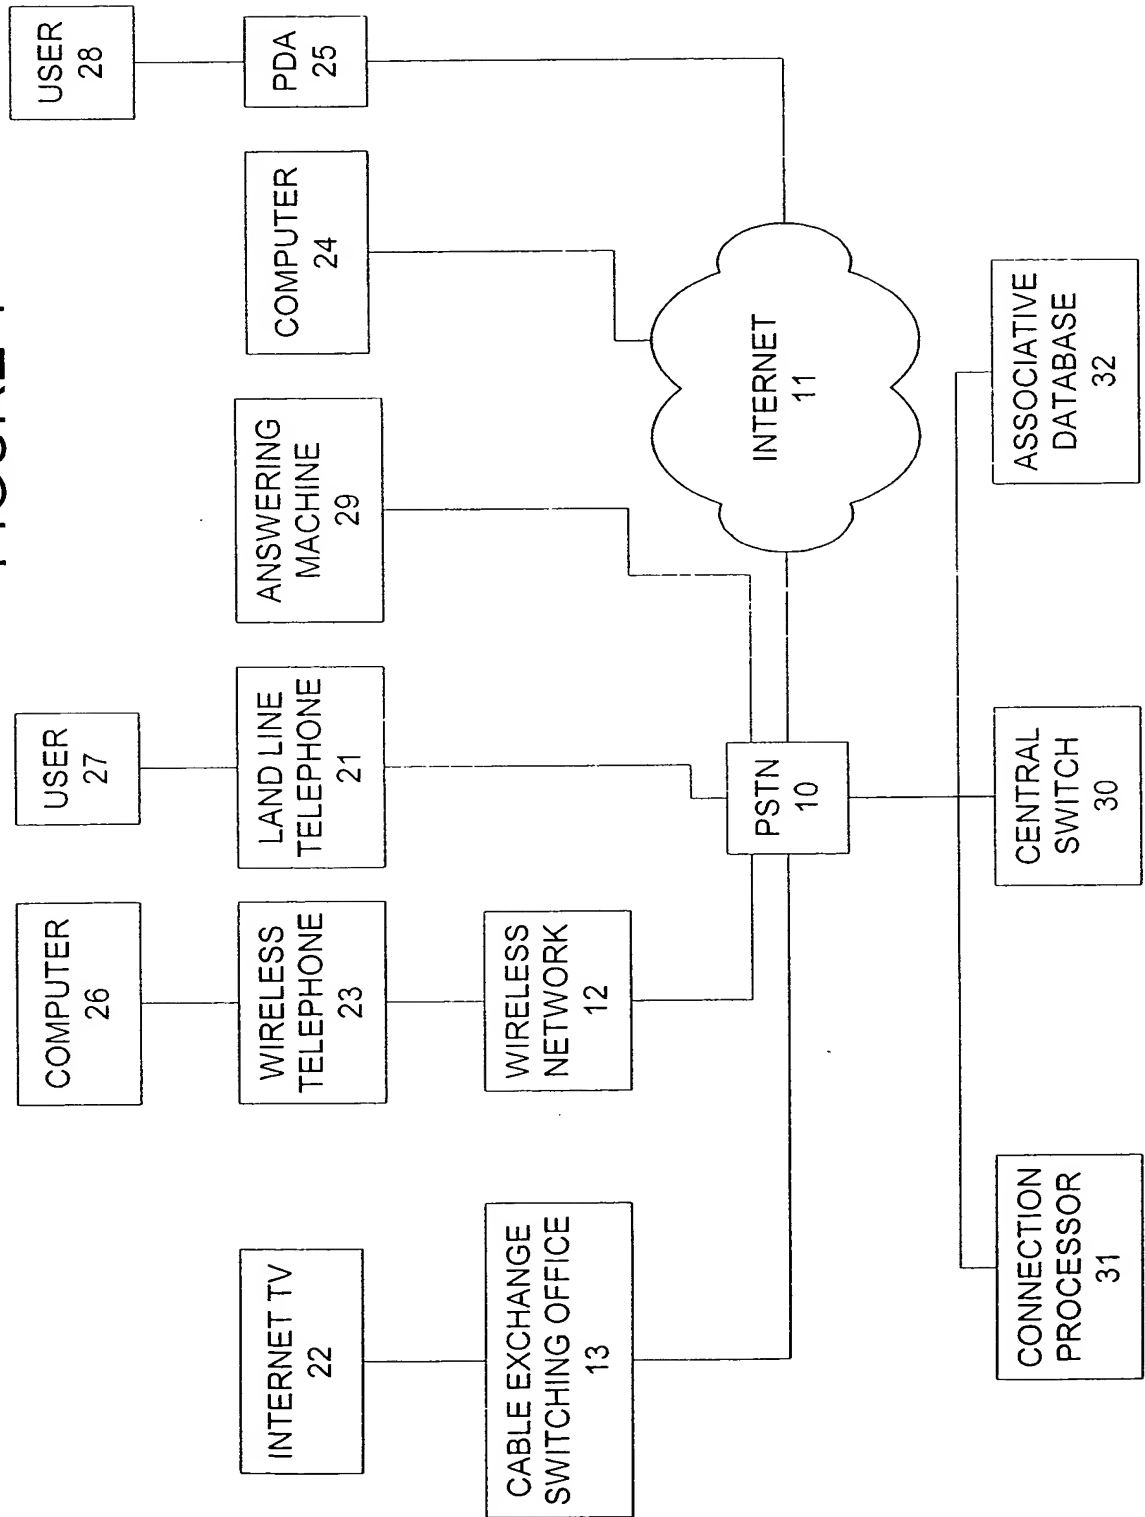 FIGURE
COMPUTER
26
USER
27
USER
28
INTERNET TV
22
WIRELESS
TELEPHONE
23
LAND LINE
TELEPHONE
21
ANSWERING
MACHINE
29
COMPUTER
24
PDA
25
CABLE EXCHANGE
SWITCHING OFFICE
13
WIRELESS
NETWORK
12
PSTN
10
INTERNET
11
CONNECTION
PROCESSOR
31
CENTRAL
SWITCH
30
ASSOCIATIVE
DATABASE
32